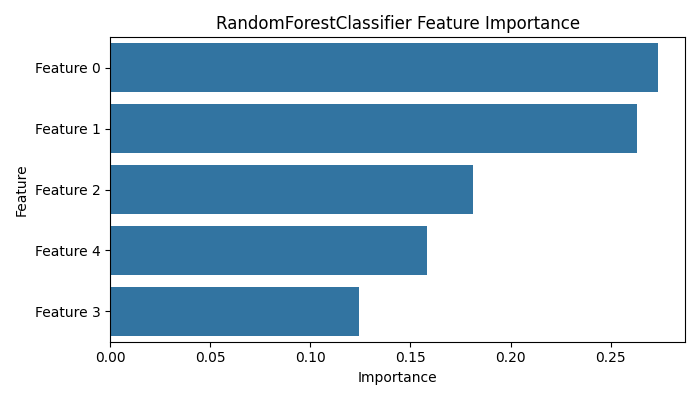 RandomForestClassifier Feature Importance
Feature 0
Feature 1
Feature 2
Feature 4
Feature 3
Feature
0.00 0.05 0.10 0.15 0.20 0.25
Importance